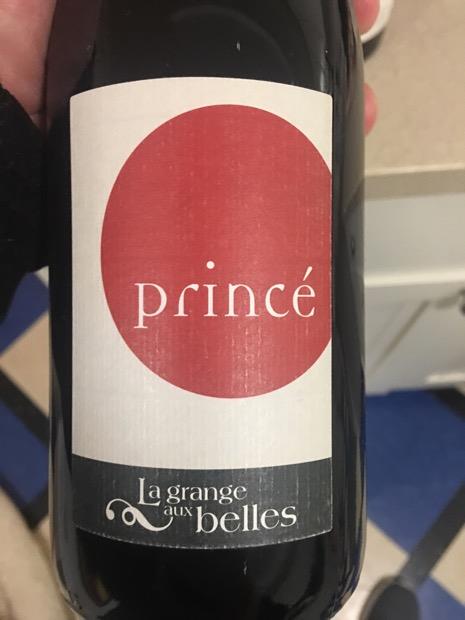 princé
La grange
aux belles